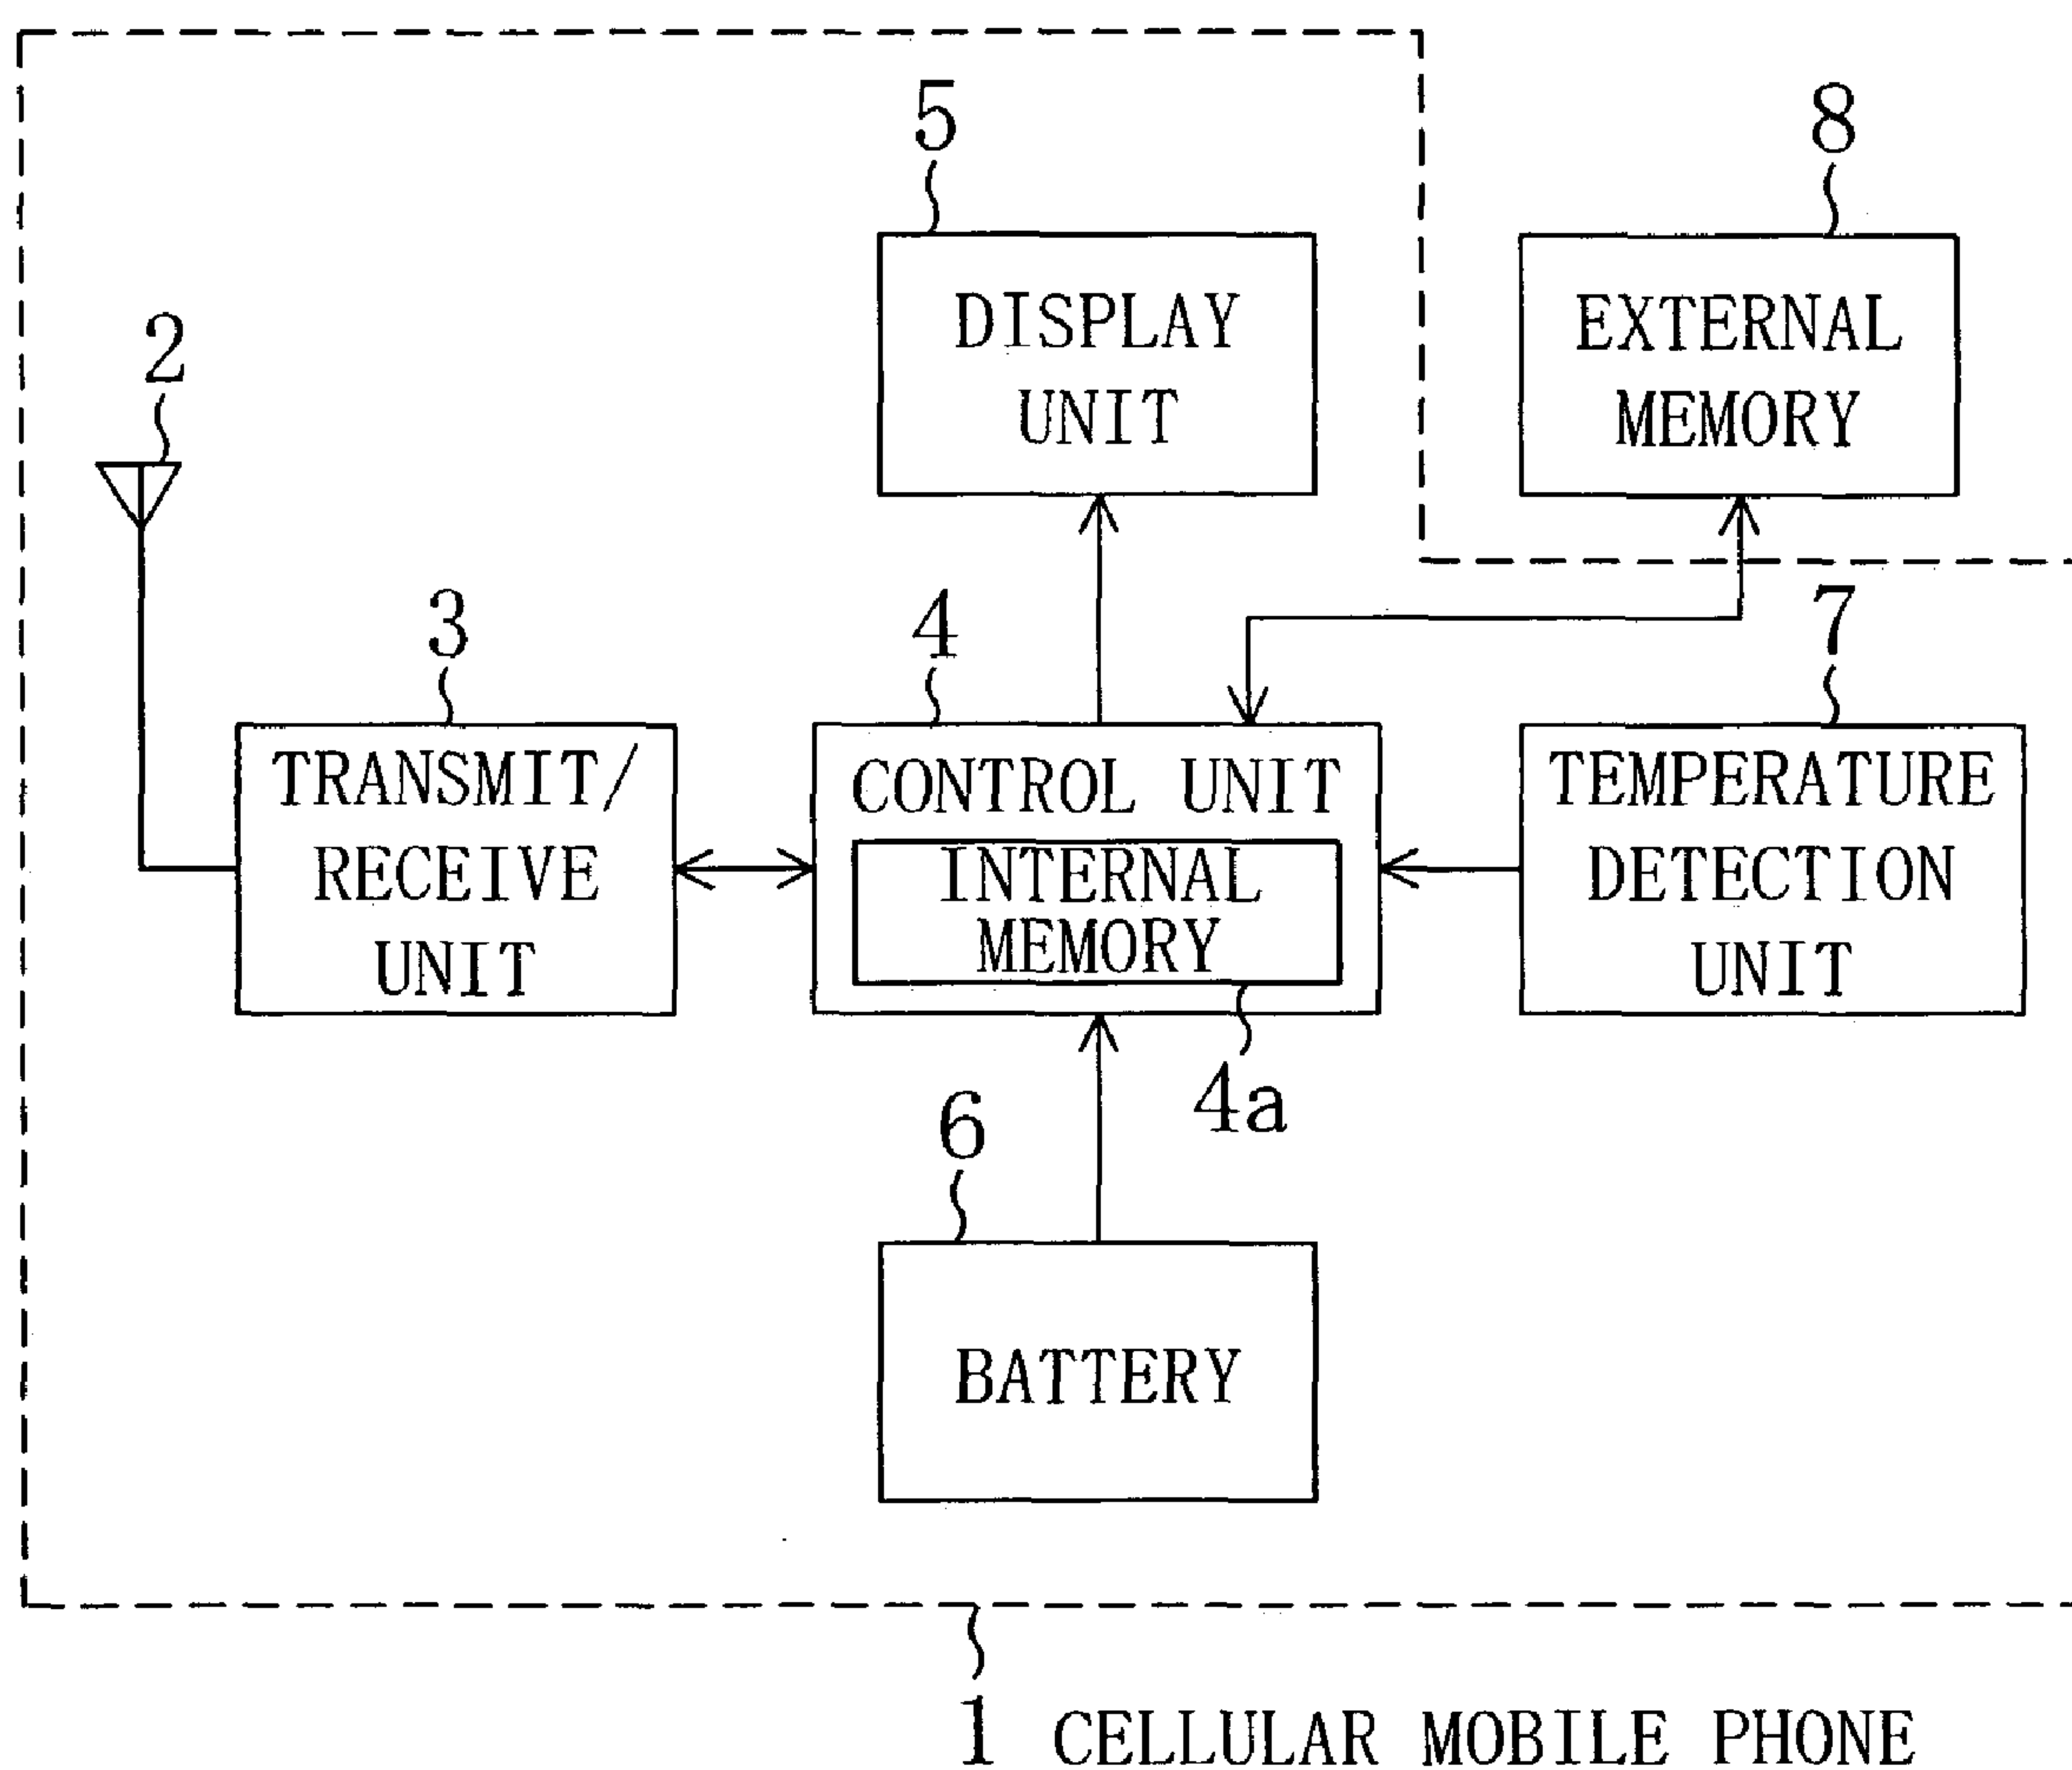 5
8
DISPLAY
UNIT
EXTERNAL
MEMORY
2
3
4
7
TRANSMIT/
RECEIVE
UNIT
CONTROL UNIT
INTERNAL
MEMORY
TEMPERATURE
DETECTION
UNIT
4a
6
BATTERY
1 CELLULAR MOBILE PHONE